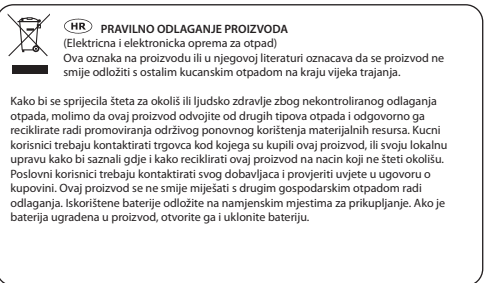 HR PRAVILNO ODLAGANJE PROIZVODA
(Elektricna i elektronicka oprema za otpad)
Ova oznaka na proizvodu ili u njegovoj literaturi oznacava da se proizvod ne
smije odložiti s ostalim kucanskim otpadom na kraju vijeka trajanja.
Kako bi se sprijecila šteta za okoliš ili ljudsko zdravlje zbog nekontroliranog odlaganja
otpada, molimo da ovaj proizvod odvojite od drugih tipova otpada i odgovorno ga
reciklirate radi promoviranja održivog ponovnog korištenja materijalnih resursa. Kucni
korisnici trebaju kontaktirati trgovca kod kojega su kupili ovaj proizvod, ili svoju lokalnu
upravu kako bi saznali gdje i kako reciklirati ovaj proizvod na nacin koji ne šteti okolišu.
Poslovni korisnici trebaju kontaktirati svog dobavljaca i provjeriti uvjete u ugovoru o
kupovini. Ovaj proizvod se ne smije miješati s drugim gospodarskim otpadom radi
odlaganja. Iskorištene baterije odložite na namjenskim mjestima za prikupljanje. Ako je
baterija ugradena u proizvod, otvorite ga i uklonite bateriju.